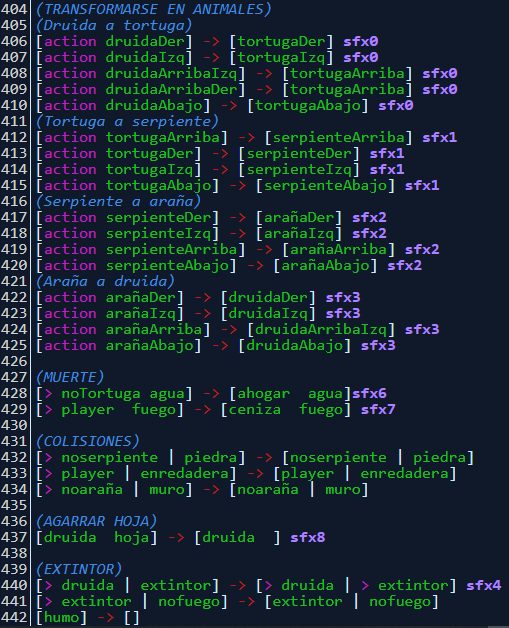 404 (TRANSFORMARSE EN ANIMALES)
405 (Druida a tortuga)
406 [action druidaDer] -> [tortugaDer] sfx0
407 [action druidaIzq] -> [tortugaIzq] sfx0
408 [action druidaArribaIzq] -> [tortugaArriba] sfx0
409 [action druidaArribaDer] -> [tortugaArriba] sfx0
410 [action druidaAbajo] -> [tortugaAbajo] sfx0
411 (Tortuga a serpiente)
412 [action tortugaArriba] -> [serpienteArriba] sfx1
413 [action tortugaDer] -> [serpienteDer] sfx1
414 [action tortugaIzq] -> [serpienteIzq] sfx1
415 [action tortugaAbajo] -> [serpienteAbajo] sfx1
416 (Serpiente a araña)
417 [action serpienteDer] -> [arañaDer] sfx2
418 [action serpienteIzq] -> [arañaIzq] sfx2
419 [action serpienteArriba] -> [arañaArriba] sfx2
420 [action serpienteAbajo] -> [arañaAbajo] sfx2
421 (Araña a druida)
422 [action arañaDer] -> [druidaDer] sfx3
423 [action arañaIzq] -> [druidaIzq] sfx3
424 [action arañaArriba] -> [druidaArribaIzq] sfx3
425 [action arañaAbajo] -> [druidaAbajo] sfx3
426
427 (MUERTE)
428 [> noTortuga agua] -> [ahogar  agua]sfx6
429 [> player  fuego] -> [ceniza  fuego] sfx7
430
431 (COLISIONES)
432 [> noserpiente | piedra] -> [noserpiente | piedra]
433 [> player | enredadera] -> [player | enredadera]
434 [> noaraña | muro] -> [noaraña | muro]
435
436 (AGARRAR HOJA)
437 [druida  hoja] -> [druida  ] sfx8
438
439 (EXTINTOR)
440 [> druida | extintor] -> [> druida | > extintor] sfx4
441 [> extintor | nofuego] -> [extintor | nofuego]
442 [humo] -> []